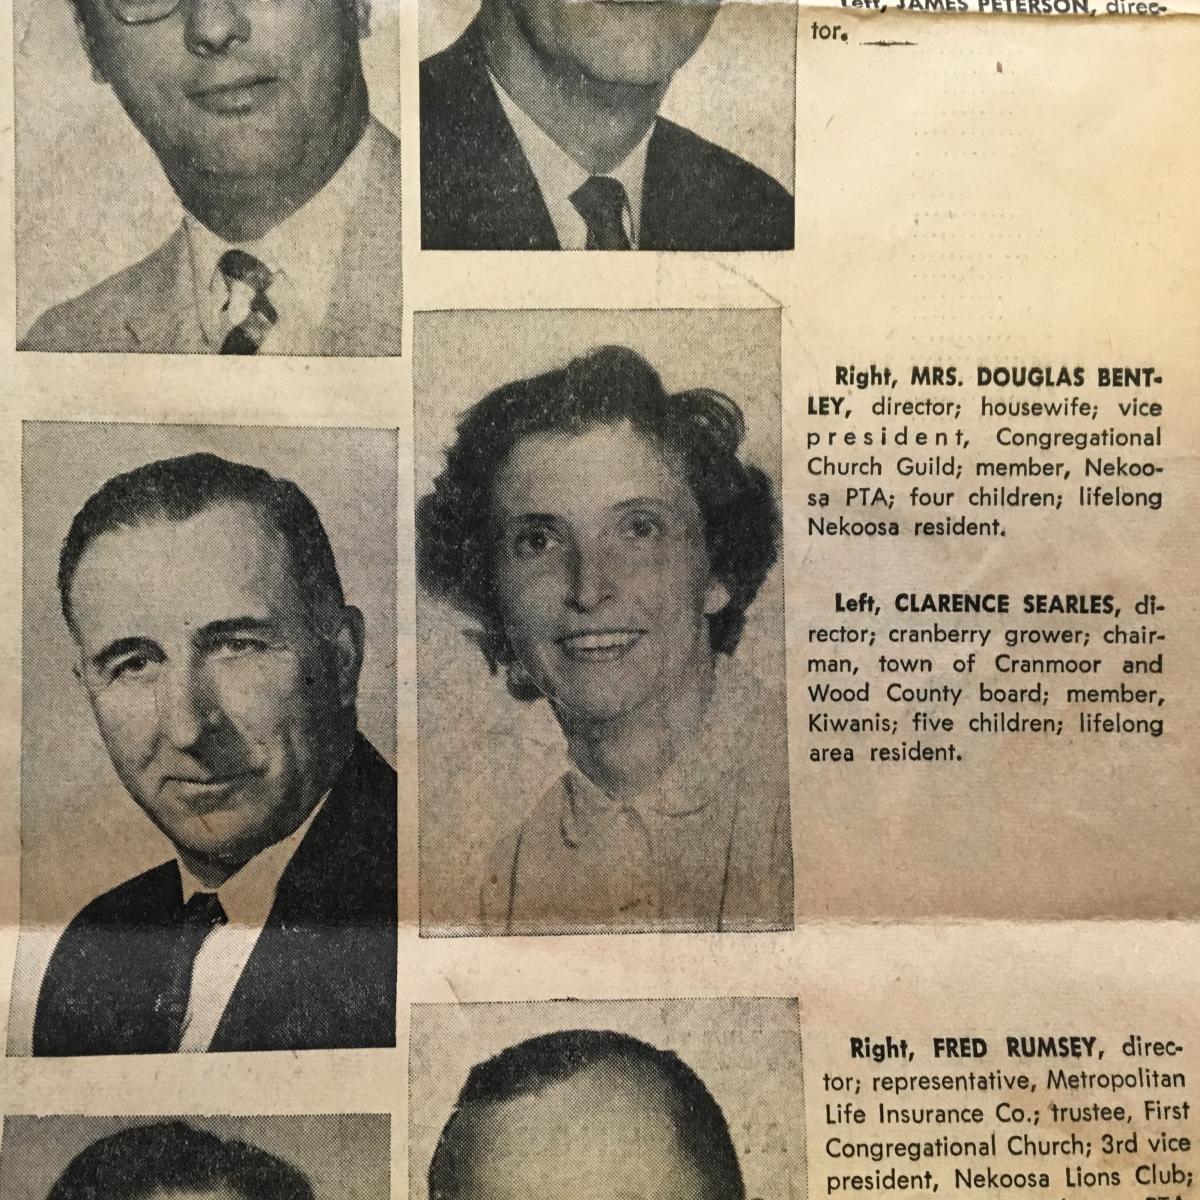 Left, JAMES PETERSON, direc-
tor.
Right, MRS. DOUGLAS BENT-
LEY, director; housewife; vice
president, Congregational
Church Guild; member, Nekoo-
sa PTA; four children; lifelong
Nekoosa resident.
Left, CLARENCE SEARLES, di-
rector; cranberry grower; chair-
man, town of Cranmoor and
Wood County board; member,
Kiwanis; five children; lifelong
area resident.
Right, FRED RUMSEY, direc-
tor; representative, Metropolitan
Life Insurance Co.; trustee, First
Congregational Church; 3rd vice
president, Nekoosa Lions Club;